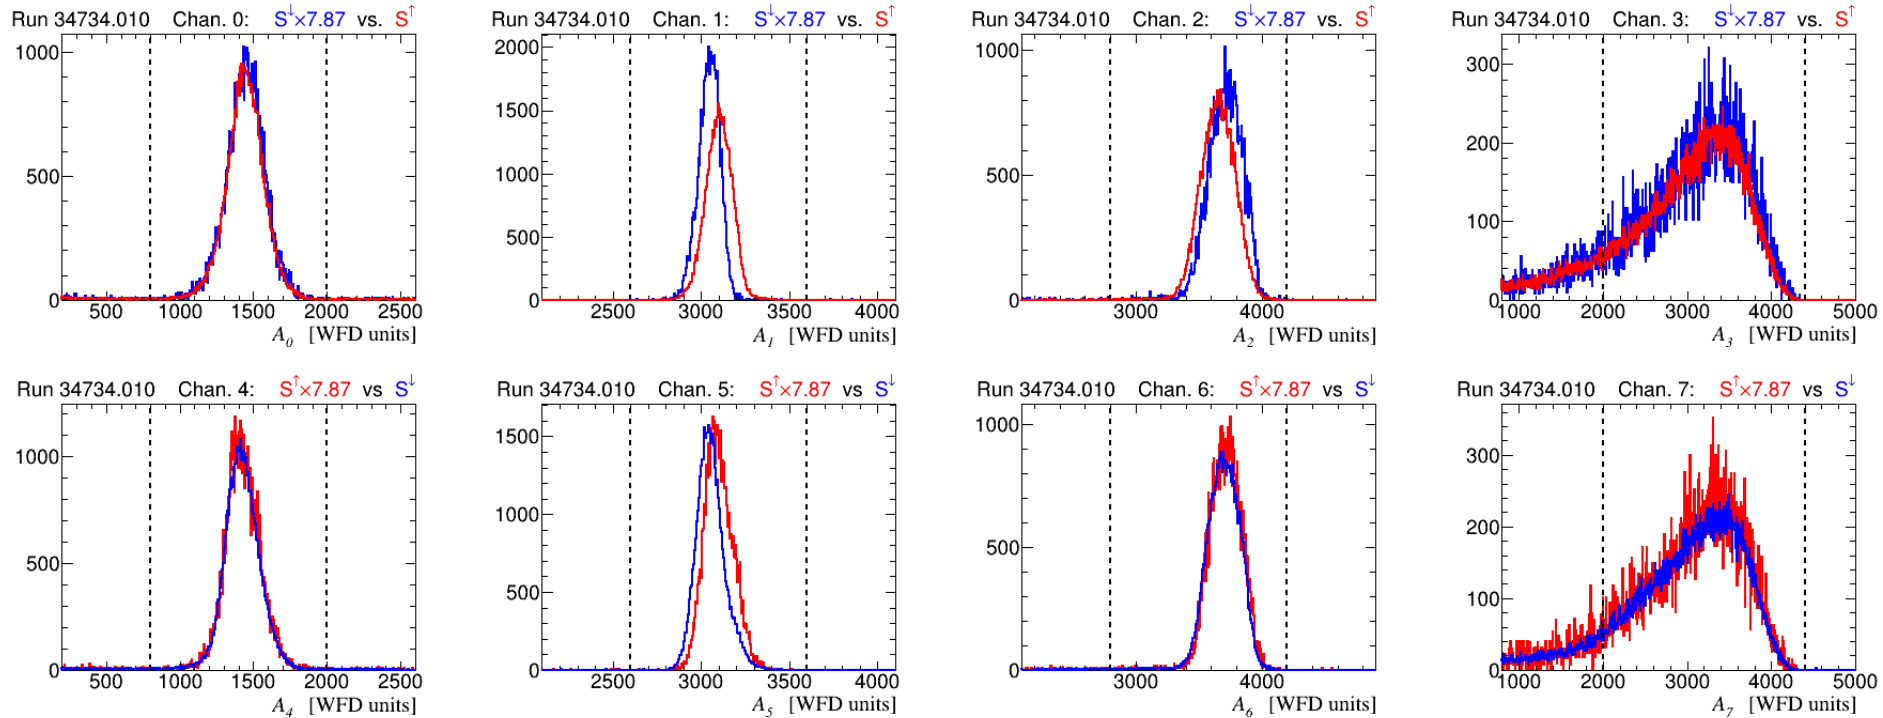 Run 34734.010 Chan. 0: S↓×7.87 vs. S↑
1000
500
0
500 1000 1500 2000 2500
A0 [WFD units]
Run 34734.010 Chan. 1: S↓×7.87 vs. S↑
2000
1500
1000
500
0
2500 3000 3500 4000
A1 [WFD units]
Run 34734.010 Chan. 2: S↓×7.87 vs. S↑
1000
500
0
3000 4000
A2 [WFD units]
Run 34734.010 Chan. 3: S↓×7.87 vs. S↑
300
200
100
0
1000 2000 3000 4000 5000
A3 [WFD units]
Run 34734.010 Chan. 4: S↑×7.87 vs S↓
1000
500
0
500 1000 1500 2000 2500
A4 [WFD units]
Run 34734.010 Chan. 5: S↑×7.87 vs S↓
1500
1000
500
0
2500 3000 3500 4000
A5 [WFD units]
Run 34734.010 Chan. 6: S↑×7.87 vs S↓
1000
500
0
3000 4000
A6 [WFD units]
Run 34734.010 Chan. 7: S↑×7.87 vs S↓
300
200
100
0
1000 2000 3000 4000 5000
A7 [WFD units]